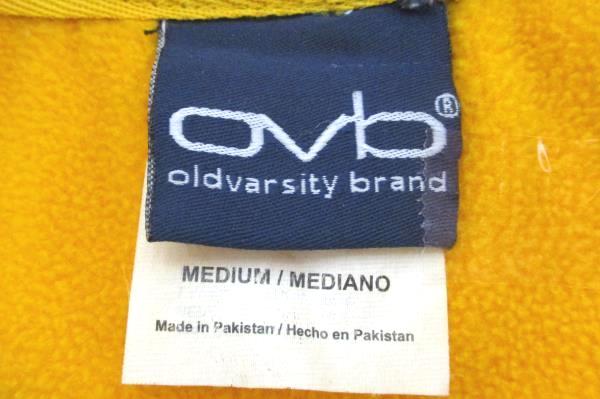 ovb®
oldvarsity brand
MEDIUM / MEDIANO
Made in Pakistan / Hecho en Pakistan